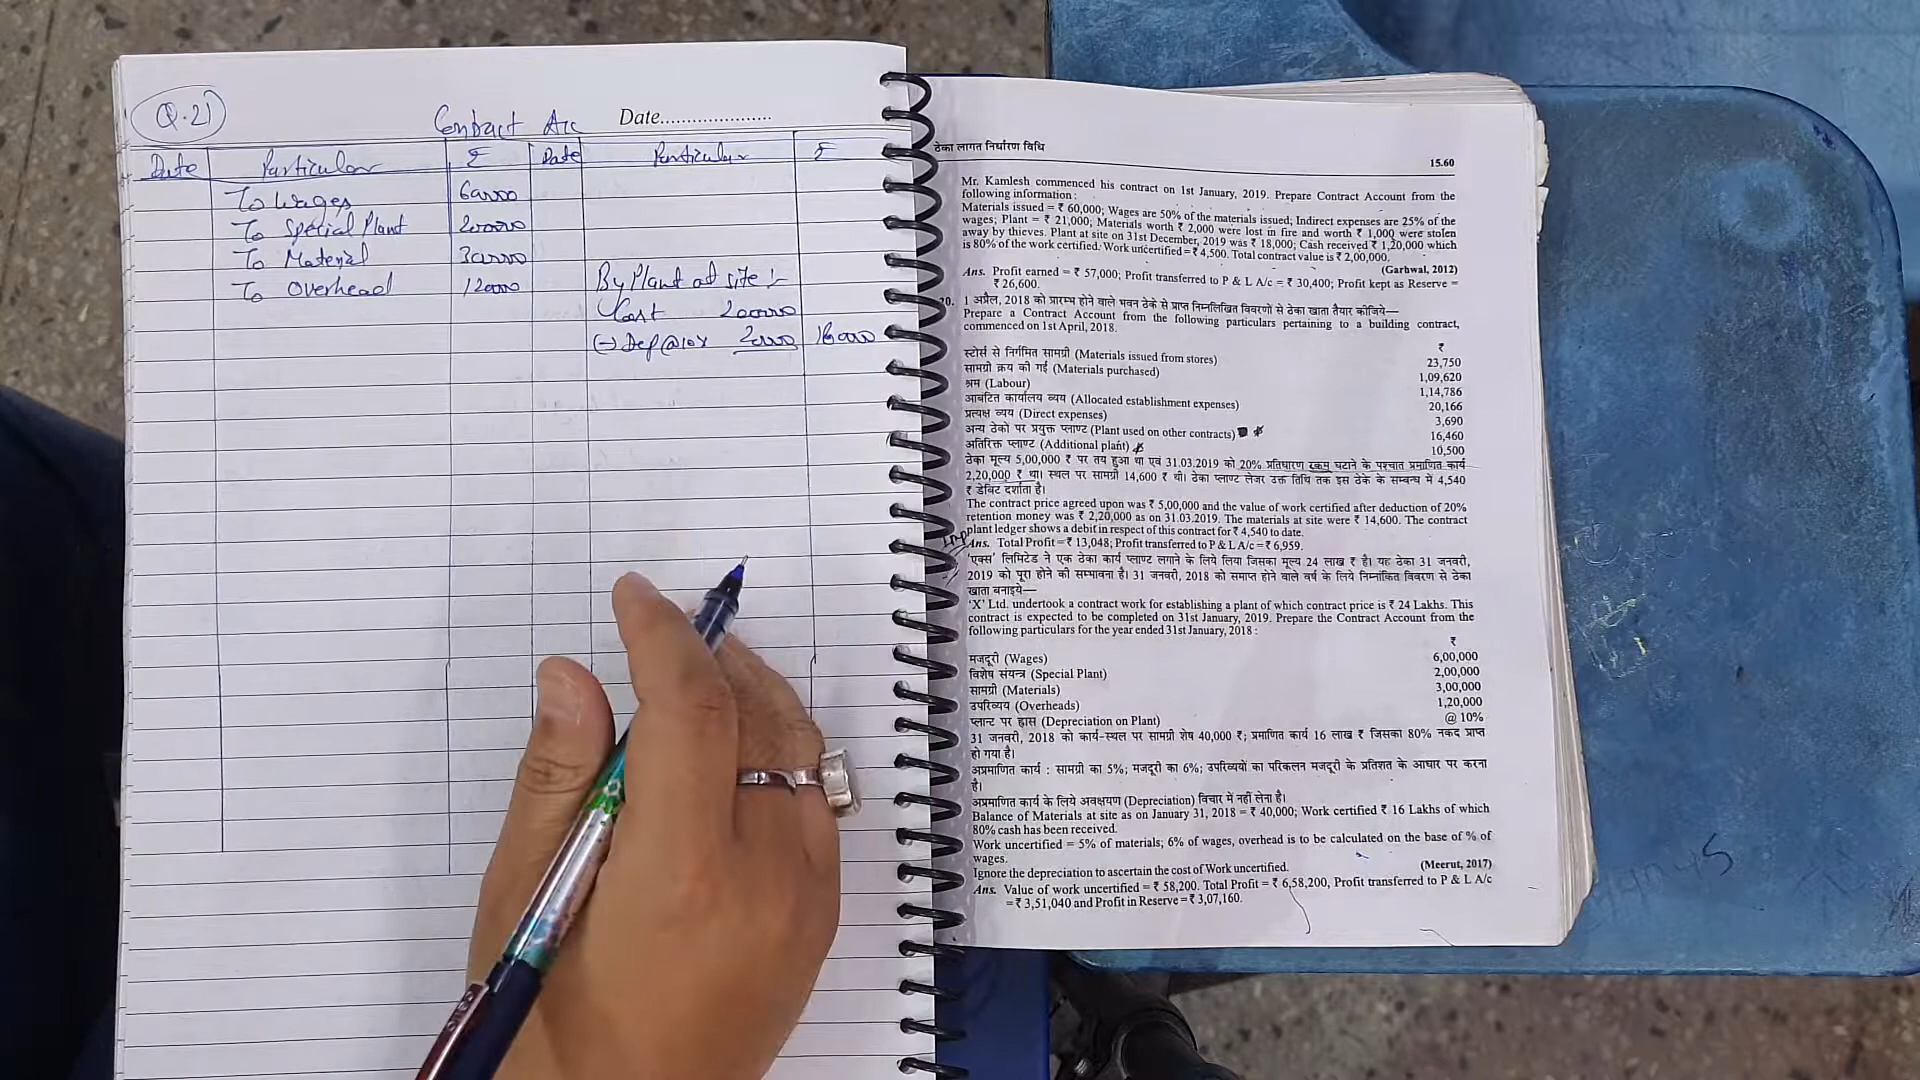 Q.21
Contract A/c
Date.....................
Date Particular ₹ Date Particular ₹
To Wages 600000
To Special Plant 200000
To Material 300000
To Overhead 120000
By Plant at site :-
Cost 200000
(-) Dep @10% 20000 180000
ठेका लागत निर्धारण विधि
15.60
Mr. Kamlesh commenced his contract on 1st January, 2019. Prepare Contract Account from the
following information:
Materials issued = ₹ 60,000; Wages are 50% of the materials issued; Indirect expenses are 25% of the
wages; Plant = ₹ 21,000; Materials worth ₹ 2,000 were lost in fire and worth ₹ 1,000 were stolen
away by thieves. Plant at site on 31st December, 2019 was ₹ 18,000; Cash received ₹ 1,20,000 which
is 80% of the work certified. Work uncertified = ₹ 4,500. Total contract value is ₹ 2,00,000.
(Garhwal, 2012)
Ans. Profit earned = ₹ 57,000; Profit transferred to P & L A/c = ₹ 30,400; Profit kept as Reserve =
₹ 26,600.
20. 1 अप्रैल, 2018 को प्रारम्भ होने वाले भवन ठेके से प्राप्त निम्नलिखित विवरणों से ठेका खाता तैयार कीजिये—
Prepare a Contract Account from the following particulars pertaining to a building contract,
commenced on 1st April, 2018.
₹
स्टोर्स से निर्गमित सामग्री (Materials issued from stores) 23,750
सामग्री क्रय की गई (Materials purchased) 1,09,620
श्रम (Labour) 1,14,786
आबंटित कार्यालय व्यय (Allocated establishment expenses) 20,166
प्रत्यक्ष व्यय (Direct expenses) 3,690
अन्य ठेकों पर प्रयुक्त प्लाण्ट (Plant used on other contracts) 16,460
अतिरिक्त प्लाण्ट (Additional plant) 10,500
ठेका मूल्य 5,00,000 ₹ पर तय हुआ था एवं 31.03.2019 को 20% प्रतिधारण रकम घटाने के पश्चात प्रमाणित कार्य
2,20,000 ₹ था। स्थल पर सामग्री 14,600 ₹ थी। ठेका प्लाण्ट लेजर उक्त तिथि तक इस ठेके के सम्बन्ध में 4,540
₹ डेबिट दर्शाता है।
The contract price agreed upon was ₹ 5,00,000 and the value of work certified after deduction of 20%
retention money was ₹ 2,20,000 as on 31.03.2019. The materials at site were ₹ 14,600. The contract
plant ledger shows a debit in respect of this contract for ₹ 4,540 to date.
Imp
Ans. Total Profit = ₹ 13,048; Profit transferred to P & L A/c = ₹ 6,959.
'एक्स' लिमिटेड ने एक ठेका कार्य प्लाण्ट लगाने के लिये लिया जिसका मूल्य 24 लाख ₹ है। यह ठेका 31 जनवरी,
2019 को पूरा होने की सम्भावना है। 31 जनवरी, 2018 को समाप्त होने वाले वर्ष के लिये निम्नांकित विवरण से ठेका
खाता बनाइये—
'X' Ltd. undertook a contract work for establishing a plant of which contract price is ₹ 24 Lakhs. This
contract is expected to be completed on 31st January, 2019. Prepare the Contract Account from the
following particulars for the year ended 31st January, 2018 :
₹
मजदूरी (Wages) 6,00,000
विशेष संयन्त्र (Special Plant) 2,00,000
सामग्री (Materials) 3,00,000
उपरिव्यय (Overheads) 1,20,000
प्लान्ट पर ह्रास (Depreciation on Plant) @ 10%
31 जनवरी, 2018 को कार्य-स्थल पर सामग्री शेष 40,000 ₹; प्रमाणित कार्य 16 लाख ₹ जिसका 80% नकद प्राप्त
हो गया है।
अप्रमाणित कार्य : सामग्री का 5%; मजदूरी का 6%; उपरिव्ययों का परिकलन मजदूरी के प्रतिशत के आधार पर करना
है।
अप्रमाणित कार्य के लिये अवक्षयण (Depreciation) विचार में नहीं लेना है।
Balance of Materials at site as on January 31, 2018 = ₹ 40,000; Work certified ₹ 16 Lakhs of which
80% cash has been received.
Work uncertified = 5% of materials; 6% of wages, overhead is to be calculated on the base of % of
wages.
Ignore the depreciation to ascertain the cost of Work uncertified.
(Meerut, 2017)
Ans. Value of work uncertified = ₹ 58,200. Total Profit = ₹ 6,58,200, Profit transferred to P & L A/c
= ₹ 3,51,040 and Profit in Reserve = ₹ 3,07,160.